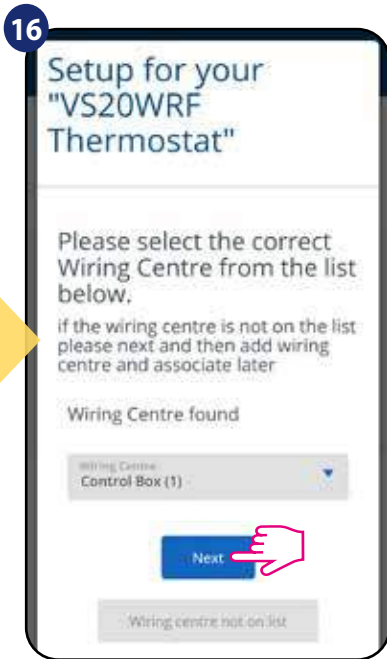 16
Setup for your
"VS20WRF
Thermostat"
Please select the correct
Wiring Centre from the list
below.
if the wiring centre is not on the list
please next and then add wiring
centre and associate later
Wiring Centre found
Wiring Centre
Control Box (1)
Next
Wiring centre not on list